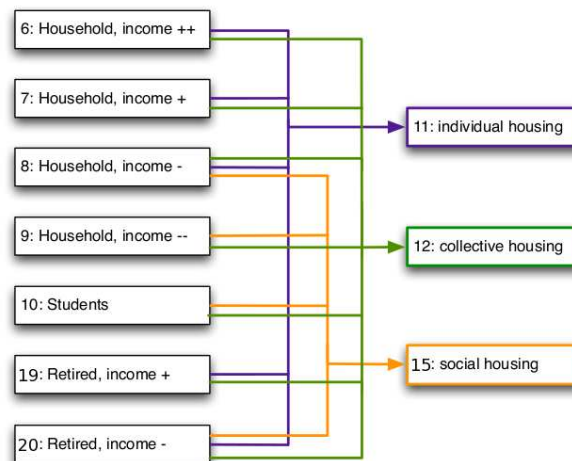 6: Household, income ++
7: Household, income +
11: individual housing
8: Household, income -
9: Household, income --
12: collective housing
10: Students
19: Retired, income +
15: social housing
20: Retired, income -